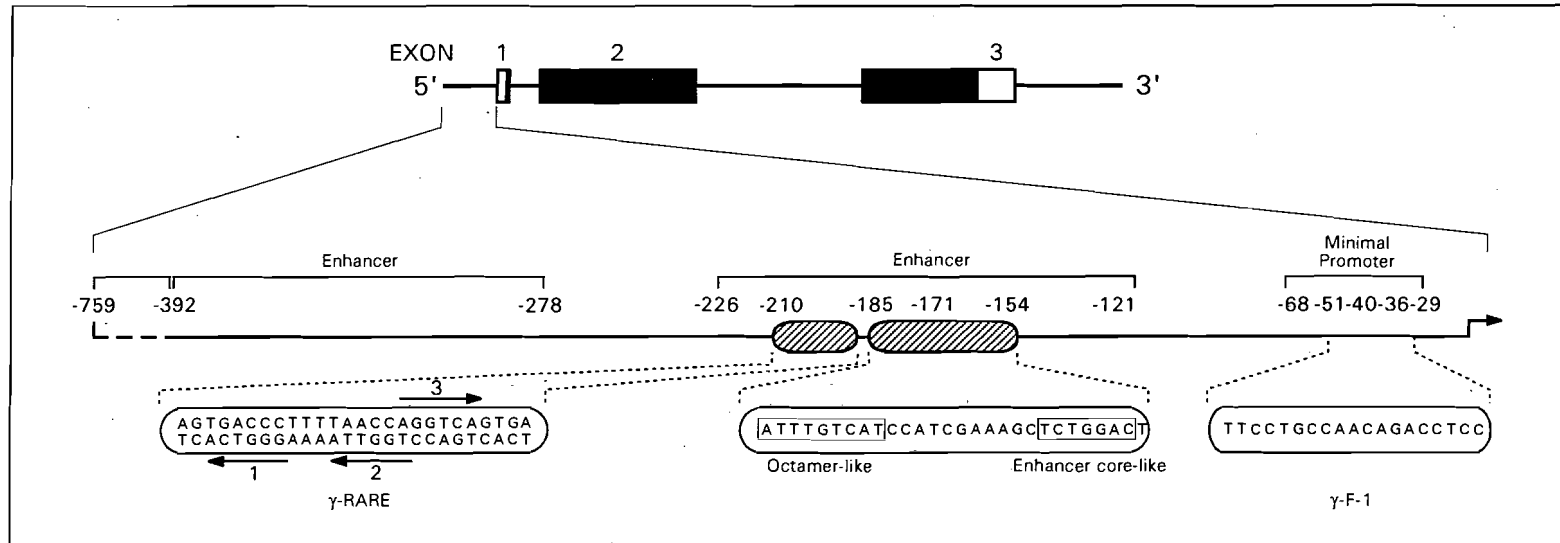 EXON 1 2 3
5' 3'
Enhancer Enhancer Minimal
Promoter
-759 -392 -278 -226 -210 -185 -171 -154 -121 -68 -51 -40 -36 -29
3
AGTGACCCTTTTAACCAGGTCAGTGA
TCACTGGGAAAATTGGTCCAGTCACT
ATTTGTCATCCATCGAAAGCTCTGGACT
TTCCTGCCAACAGACCTCC
1 2
Octamer-like Enhancer core-like
γ-RARE γ-F-1